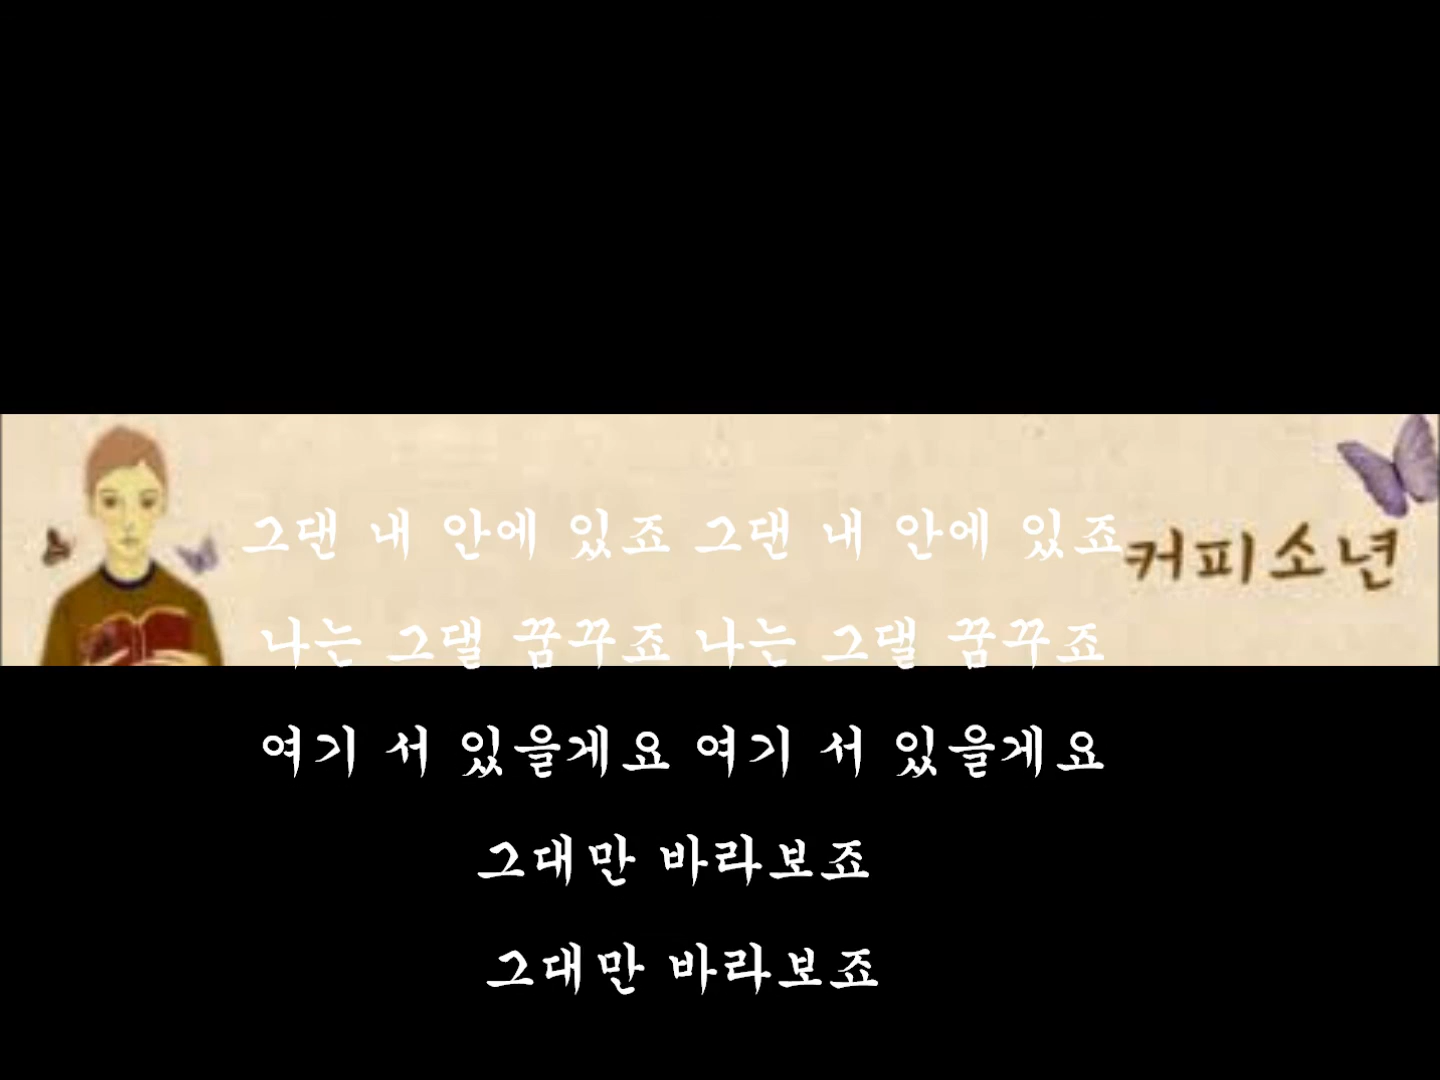 그댄 내 안에 있죠 그댄 내 안에 있죠
커피소년
나는 그댈 꿈꾸죠 나는 그댈 꿈꾸죠
여기 서 있을게요 여기 서 있을게요
그대만 바라보죠
그대만 바라보죠